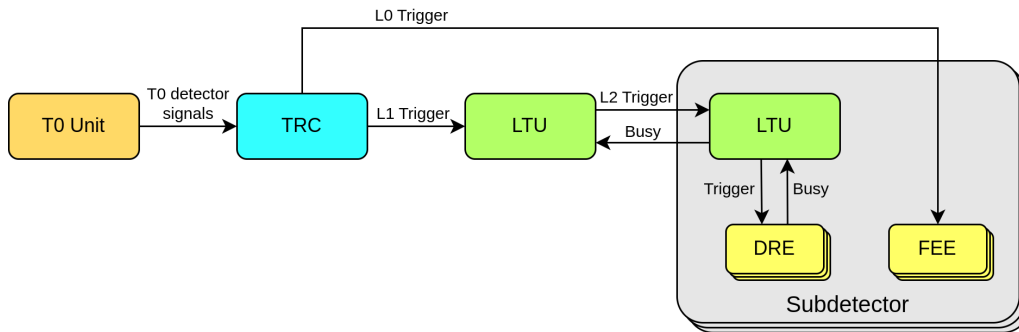 L0 Trigger
T0 Unit
T0 detector
signals
TRC
L1 Trigger
LTU
L2 Trigger
Busy
LTU
Trigger
Busy
DRE
FEE
Subdetector